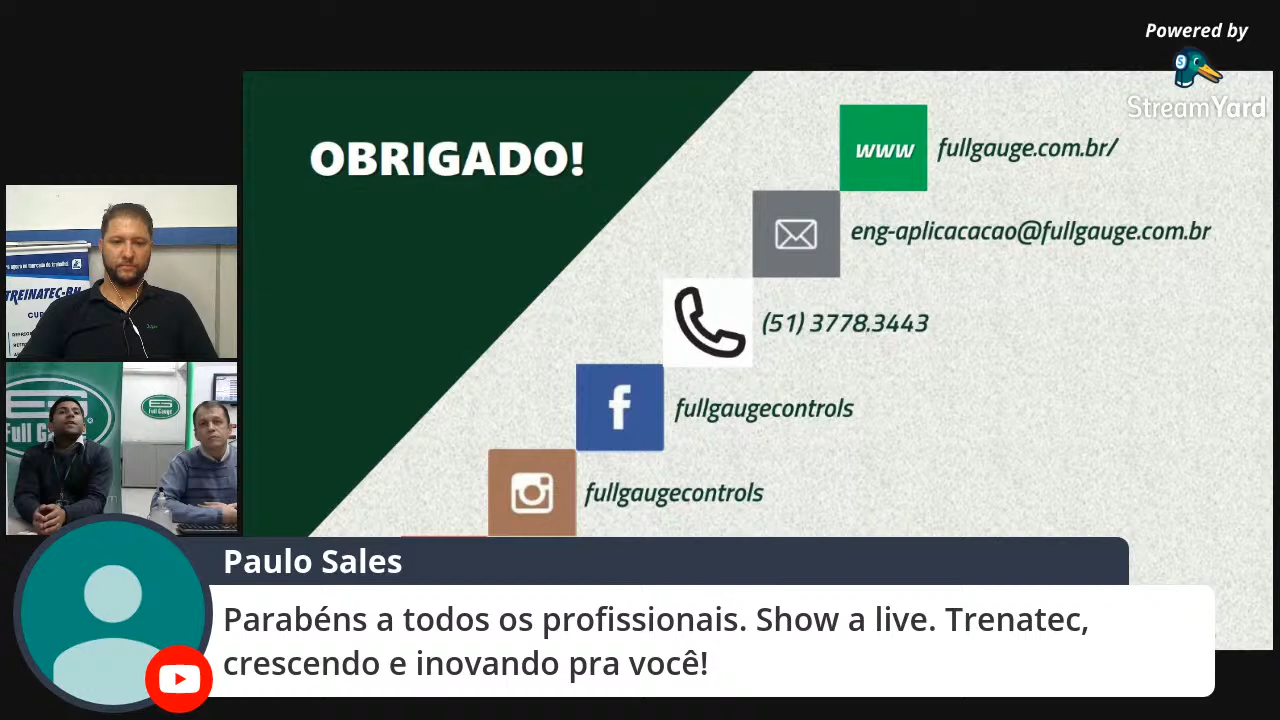 Powered by
StreamYard
OBRIGADO!
www
fullgauge.com.br/
eng-aplicacacao@fullgauge.com.br
(51) 3778.3443
fullgaugecontrols
fullgaugecontrols
TREINATEC-BH
Full Gauge
Paulo Sales
Parabéns a todos os profissionais. Show a live. Trenatec,
crescendo e inovando pra você!